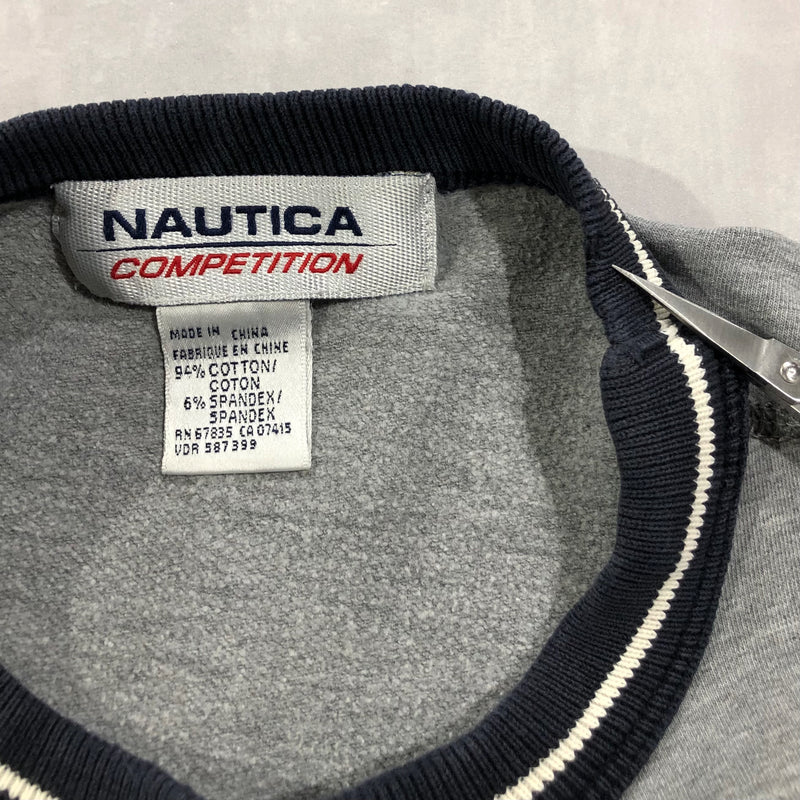 NAUTICA
COMPETITION
MADE IN CHINA
FABRIQUE EN CHINE
94% COTTON/
COTON
6% SPANDEX/
SPANDEX
RN 67835 CA 07415
VDR 587399